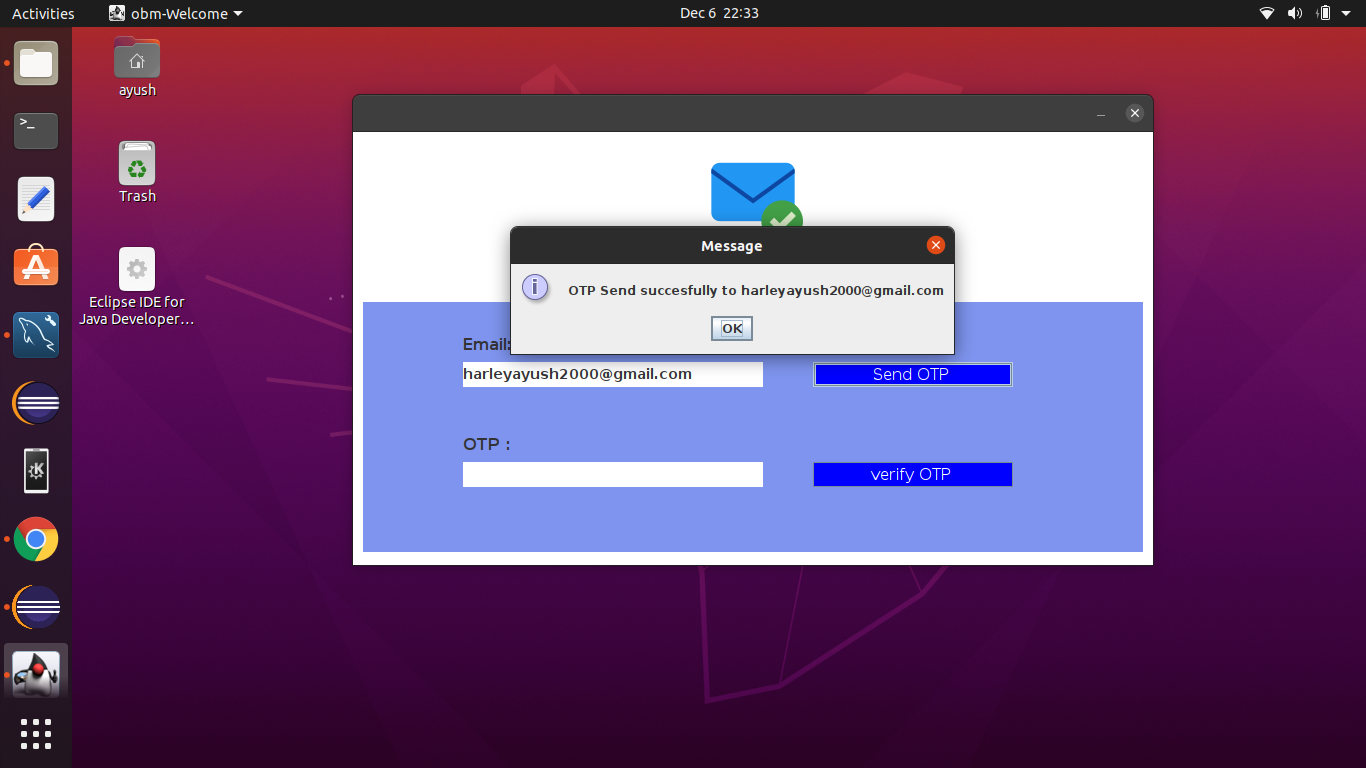 Activities
obm-Welcome
Dec 6 22:33
ayush
Trash
Eclipse IDE for
Java Developer…
Message
OTP Send succesfully to harleyayush2000@gmail.com
OK
Email:
harleyayush2000@gmail.com
Send OTP
OTP :
verify OTP